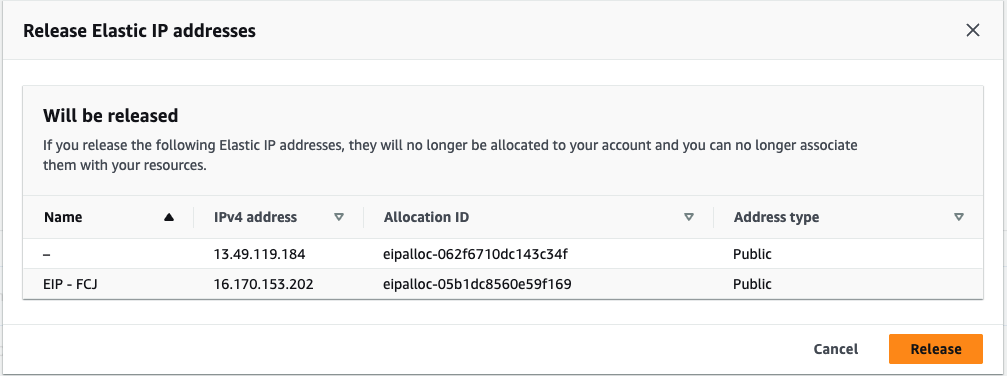 Release Elastic IP addresses
Will be released
If you release the following Elastic IP addresses, they will no longer be allocated to your account and you can no longer associate
them with your resources.
Name IPv4 address Allocation ID Address type
– 13.49.119.184 eipalloc-062f6710dc143c34f Public
EIP - FCJ 16.170.153.202 eipalloc-05b1dc8560e59f169 Public
Cancel Release